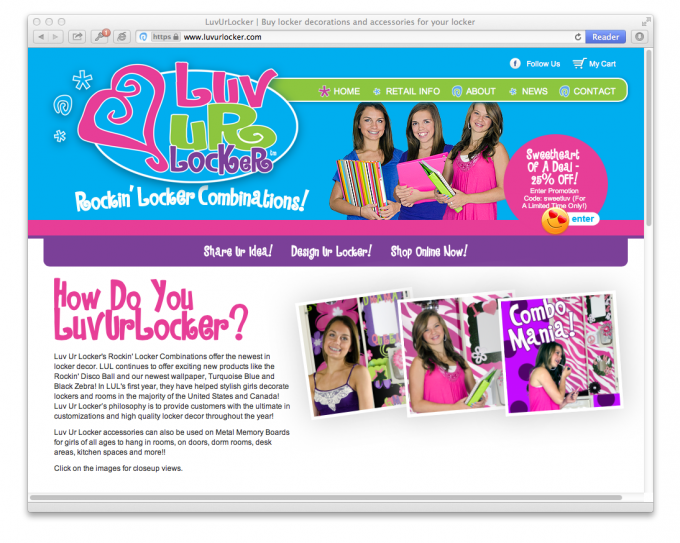 LuvUrLocker | Buy locker decorations and accessories for your locker
https www.luvurlocker.com
Reader
f Follow Us My Cart
HOME RETAIL INFO ABOUT NEWS CONTACT
Luv
uR
Locker
Rockin' Locker Combinations!
Sweetheart
Of A Deal -
25% OFF!
Enter Promotion
Code: sweetluv (For
A Limited Time Only!)
enter
Share Ur Idea! Design Ur Locker! Shop Online Now!
How Do You
LuvUrLocker?
Combo
Mania!
Luv Ur Locker's Rockin' Locker Combinations offer the newest in
locker decor. LUL continues to offer exciting new products like the
Rockin' Disco Ball and our newest wallpaper, Turquoise Blue and
Black Zebra! In LUL's first year, they have helped stylish girls decorate
lockers and rooms in the majority of the United States and Canada!
Luv Ur Locker's philosophy is to provide customers with the ultimate in
customizations and high quality locker decor throughout the year!
Luv Ur Locker accessories can also be used on Metal Memory Boards
for girls of all ages to hang in rooms, on doors, dorm rooms, desk
areas, kitchen spaces and more!!
Click on the images for closeup views.